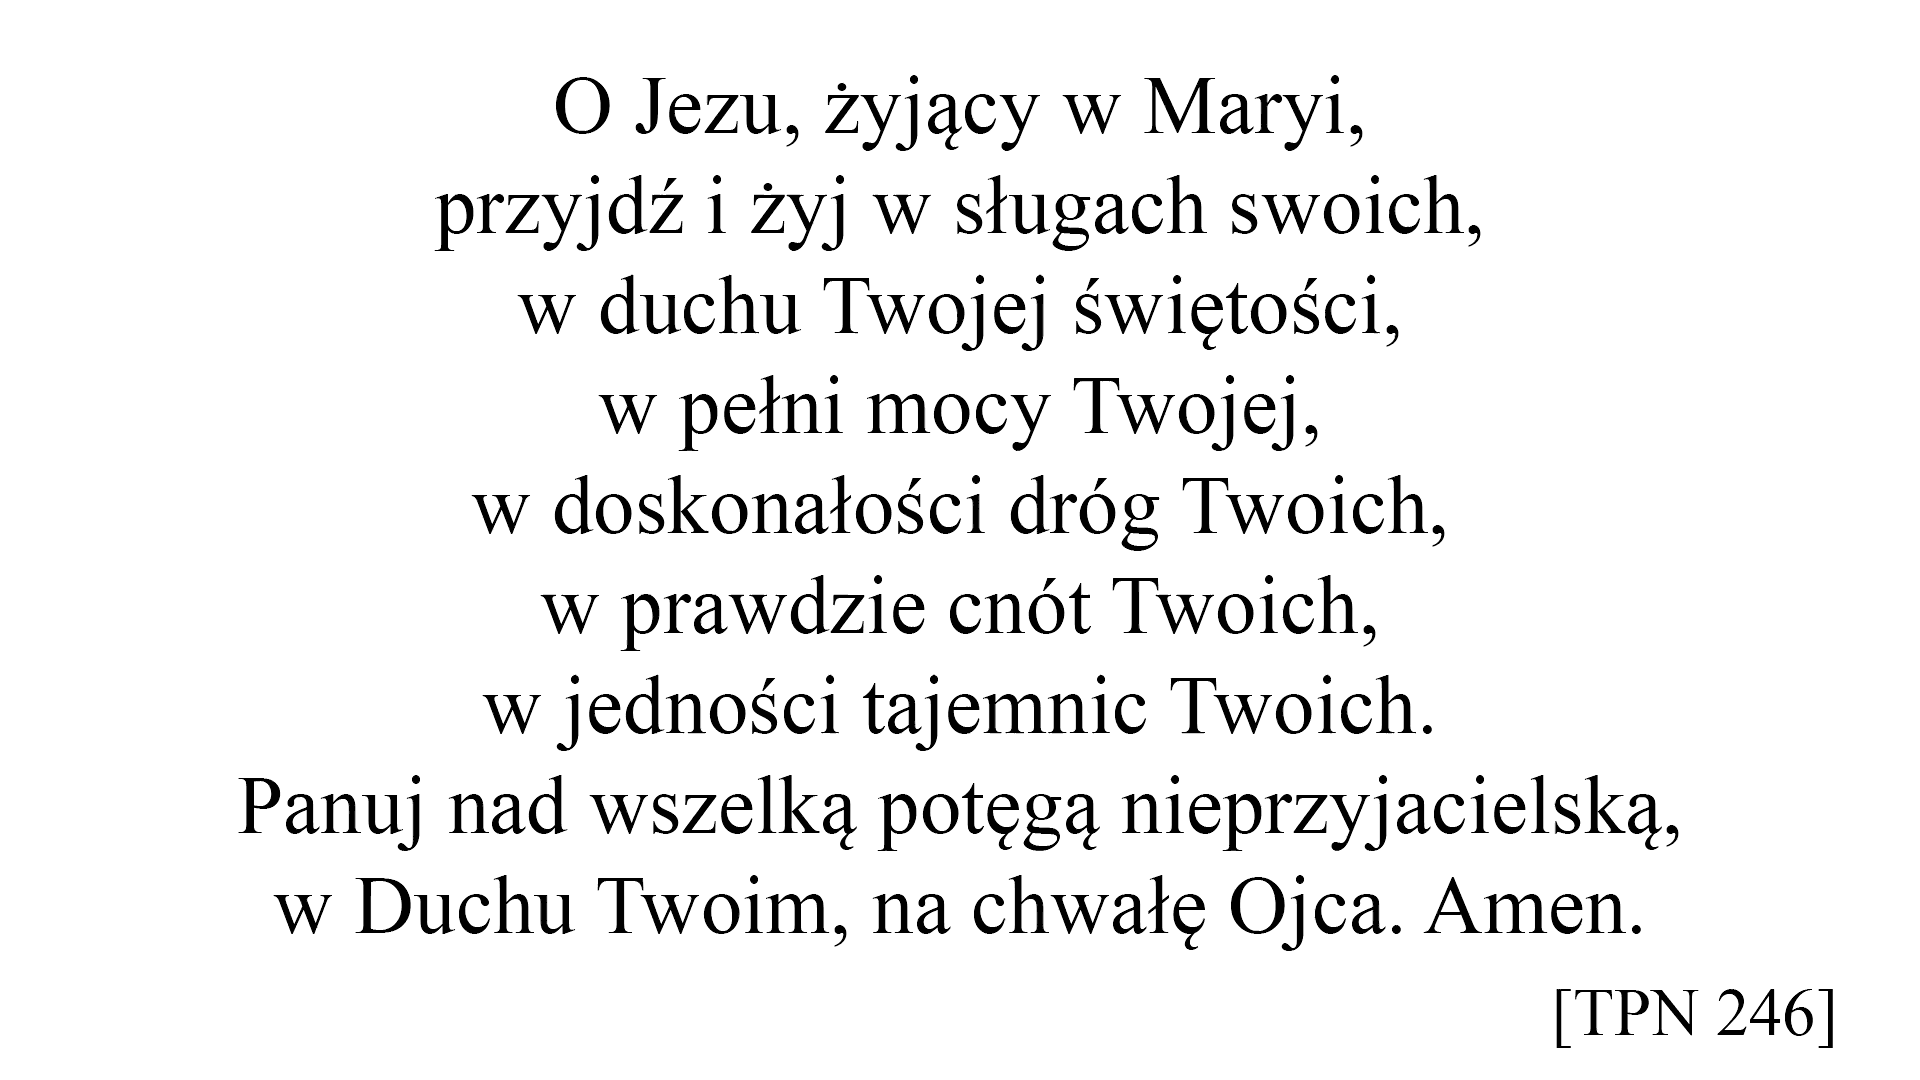 O Jezu, żyjący w Maryi,
przyjdź i żyj w sługach swoich,
w duchu Twojej świętości,
w pełni mocy Twojej,
w doskonałości dróg Twoich,
w prawdzie cnót Twoich,
w jedności tajemnic Twoich.
Panuj nad wszelką potęgą nieprzyjacielską,
w Duchu Twoim, na chwałę Ojca. Amen.
[TPN 246]